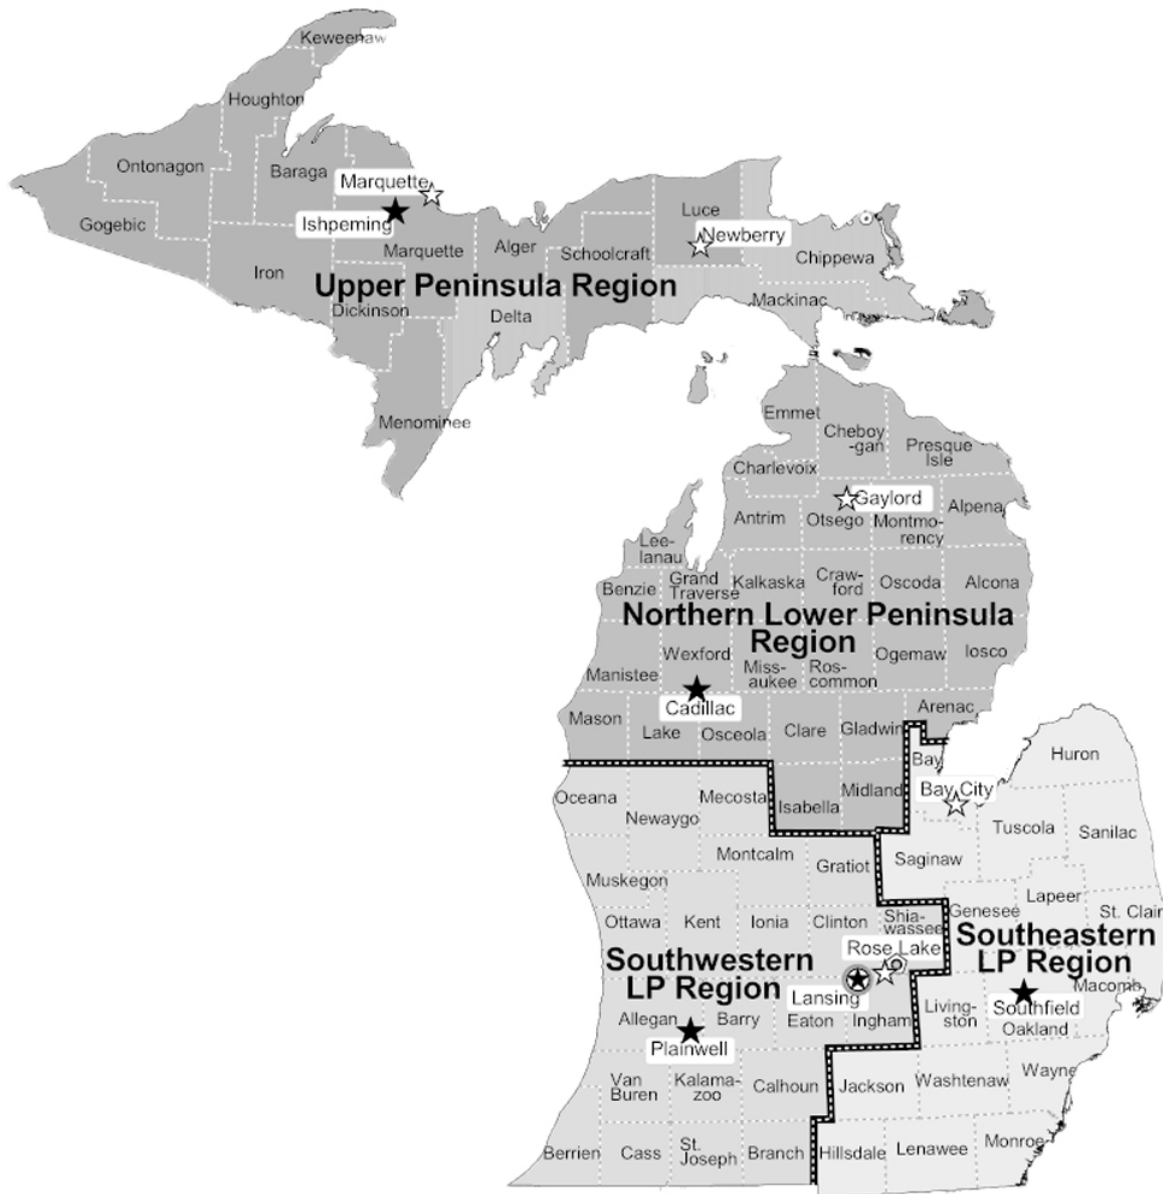 Keweenaw
Houghton
Ontonagon
Baraga
Marquette
Gogebic
Ishpeming
Marquette
Alger
Schoolcraft
Luce
Newberry
Chippewa
Iron
Upper Peninsula Region
Mackinac
Dickinson
Delta
Menominee
Emmet
Cheboy
-gan
Presque
Isle
Charlevoix
Gaylord
Antrim
Otsego
Montmo-
rency
Alpena
Lee-
lanau
Benzie
Grand
Traverse
Kalkaska
Craw-
ford
Oscoda
Alcona
Northern Lower Peninsula
Region
Manistee
Wexford
Miss-
aukee
Ros-
common
Ogemaw
Iosco
Cadillac
Mason
Lake
Osceola
Clare
Gladwin
Arenac
Bay
Huron
Oceana
Newaygo
Mecosta
Isabella
Midland
Bay City
Tuscola
Sanilac
Montcalm
Gratiot
Saginaw
Muskegon
Lapeer
Ottawa
Kent
Ionia
Clinton
Shia-
wassee
Genesee
St. Clair
Rose Lake
Southwestern
LP Region
Southeastern
LP Region
Lansing
Macomb
Allegan
Barry
Eaton
Ingham
Living-
ston
Southfield
Oakland
Plainwell
Van
Buren
Kalama-
zoo
Calhoun
Jackson
Washtenaw
Wayne
Berrien
Cass
St.
Joseph
Branch
Hillsdale
Lenawee
Monroe